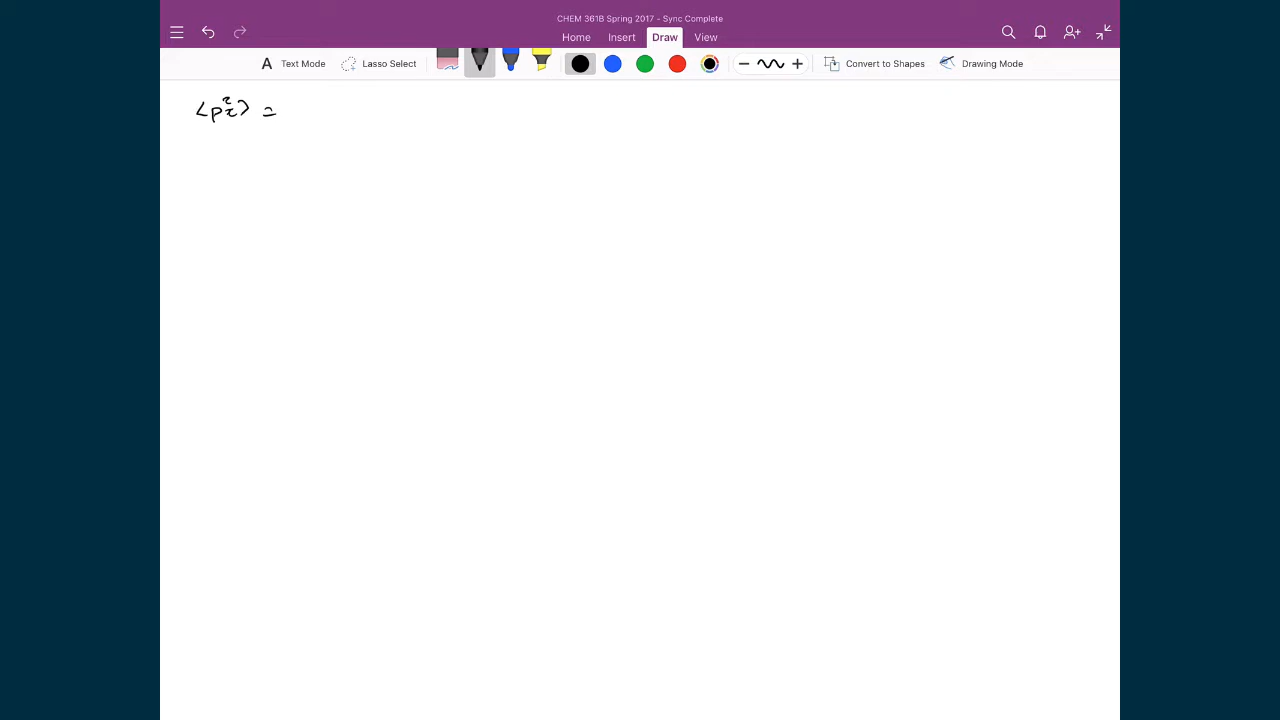 CHEM 361B Spring 2017 - Sync Complete
Home Insert Draw View
A Text Mode Lasso Select Convert to Shapes Drawing Mode
⟨pₓ²⟩ =